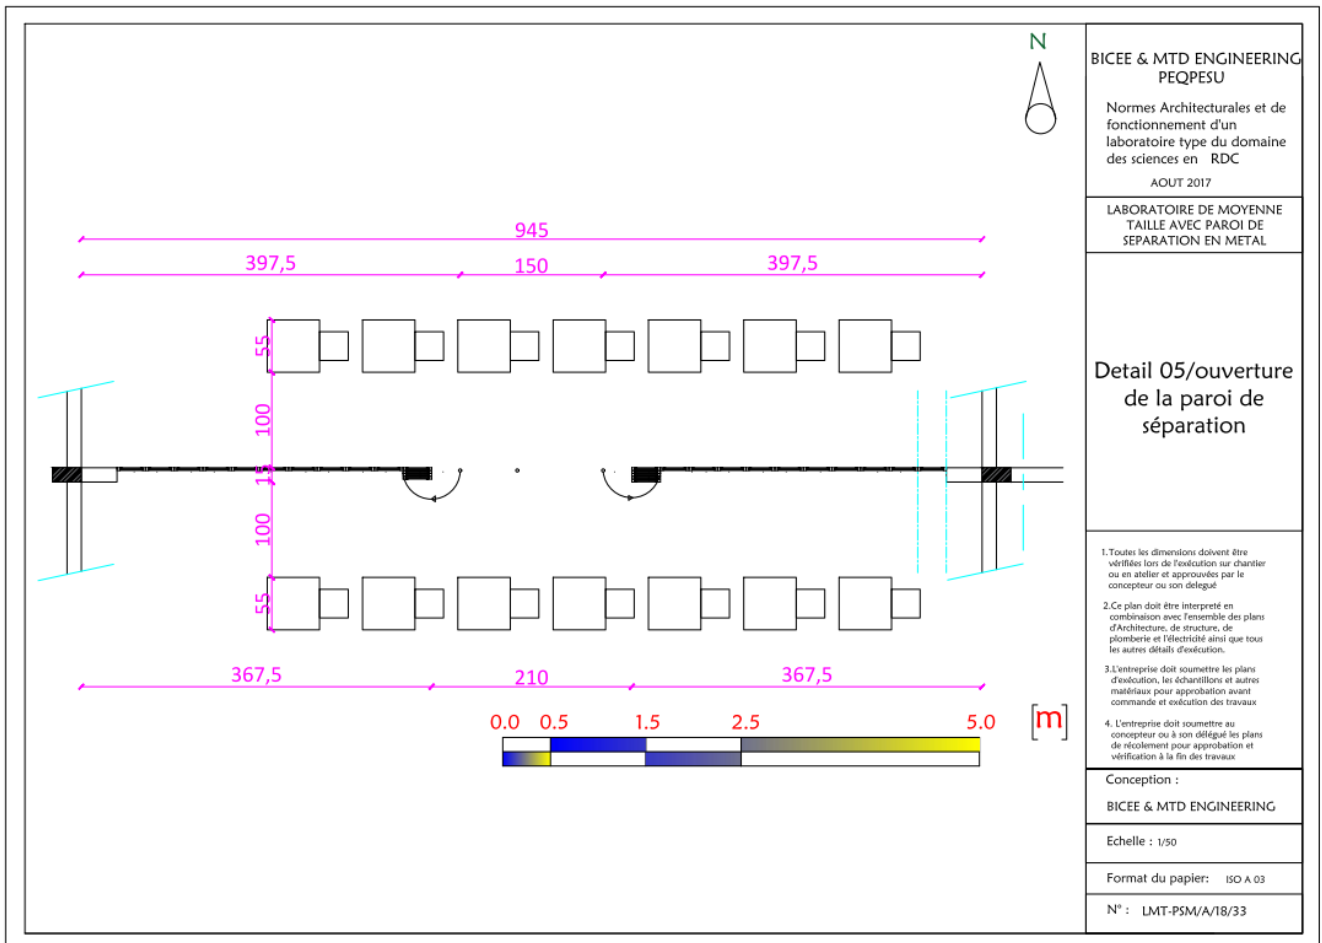 N
945
397,5
150
397,5
55
100
15
100
55
367,5
210
367,5
0.0 0.5 1.5 2.5 5.0 [m]
BICEE & MTD ENGINEERING
PEQPESU
Normes Architecturales et de
fonctionnement d'un
laboratoire type du domaine
des sciences en RDC
AOUT 2017
LABORATOIRE DE MOYENNE
TAILLE AVEC PAROI DE
SEPARATION EN METAL
Detail 05/ouverture
de la paroi de
séparation
1.Toutes les dimensions doivent être
vérifiées lors de l'exécution sur chantier
ou en atelier et approuvées par le
concepteur ou son delegué
2.Ce plan doit être interpreté en
combinaison avec l'ensemble des plans
d'Architecture, de structure, de
plomberie et l'électricité ainsi que tous
les autres détails d'exécution.
3.L'entreprise doit soumettre les plans
d'exécution, les échantillons et autres
matériaux pour approbation avant
commande et exécution des travaux
4. L'entreprise doit soumettre au
concepteur ou à son délégué les plans
de récolement pour approbation et
vérification à la fin des travaux
Conception :
BICEE & MTD ENGINEERING
Echelle : 1/50
Format du papier: ISO A 03
N° : LMT-PSM/A/18/33